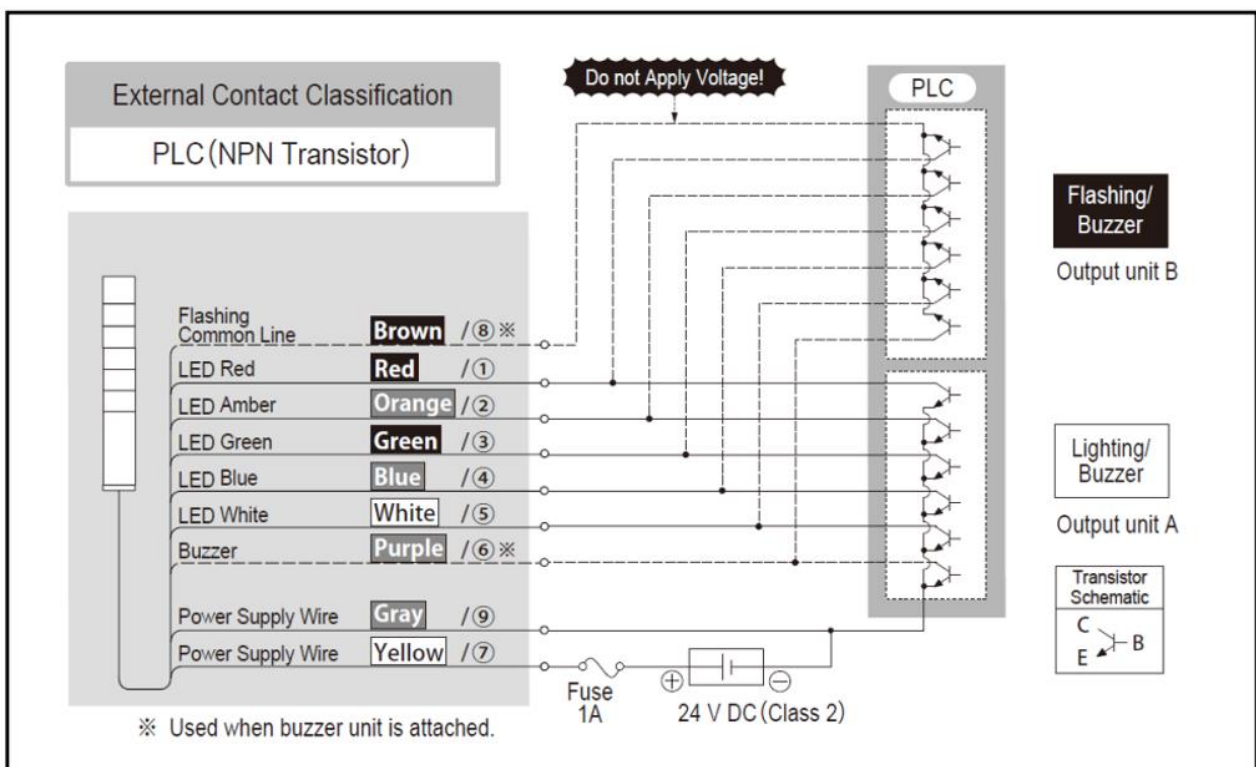 External Contact Classification
PLC(NPN Transistor)
Do not Apply Voltage!
PLC
Flashing/
Buzzer
Output unit B
Flashing
Common Line Brown /⑧※
LED Red Red /①
LED Amber Orange /②
LED Green Green /③
LED Blue Blue /④
LED White White /⑤
Buzzer Purple /⑥※
Power Supply Wire Gray /⑨
Power Supply Wire Yellow /⑦
Lighting/
Buzzer
Output unit A
Transistor
Schematic
C
B
E
Fuse
1A
⊕
⊖
24 V DC(Class 2)
※ Used when buzzer unit is attached.